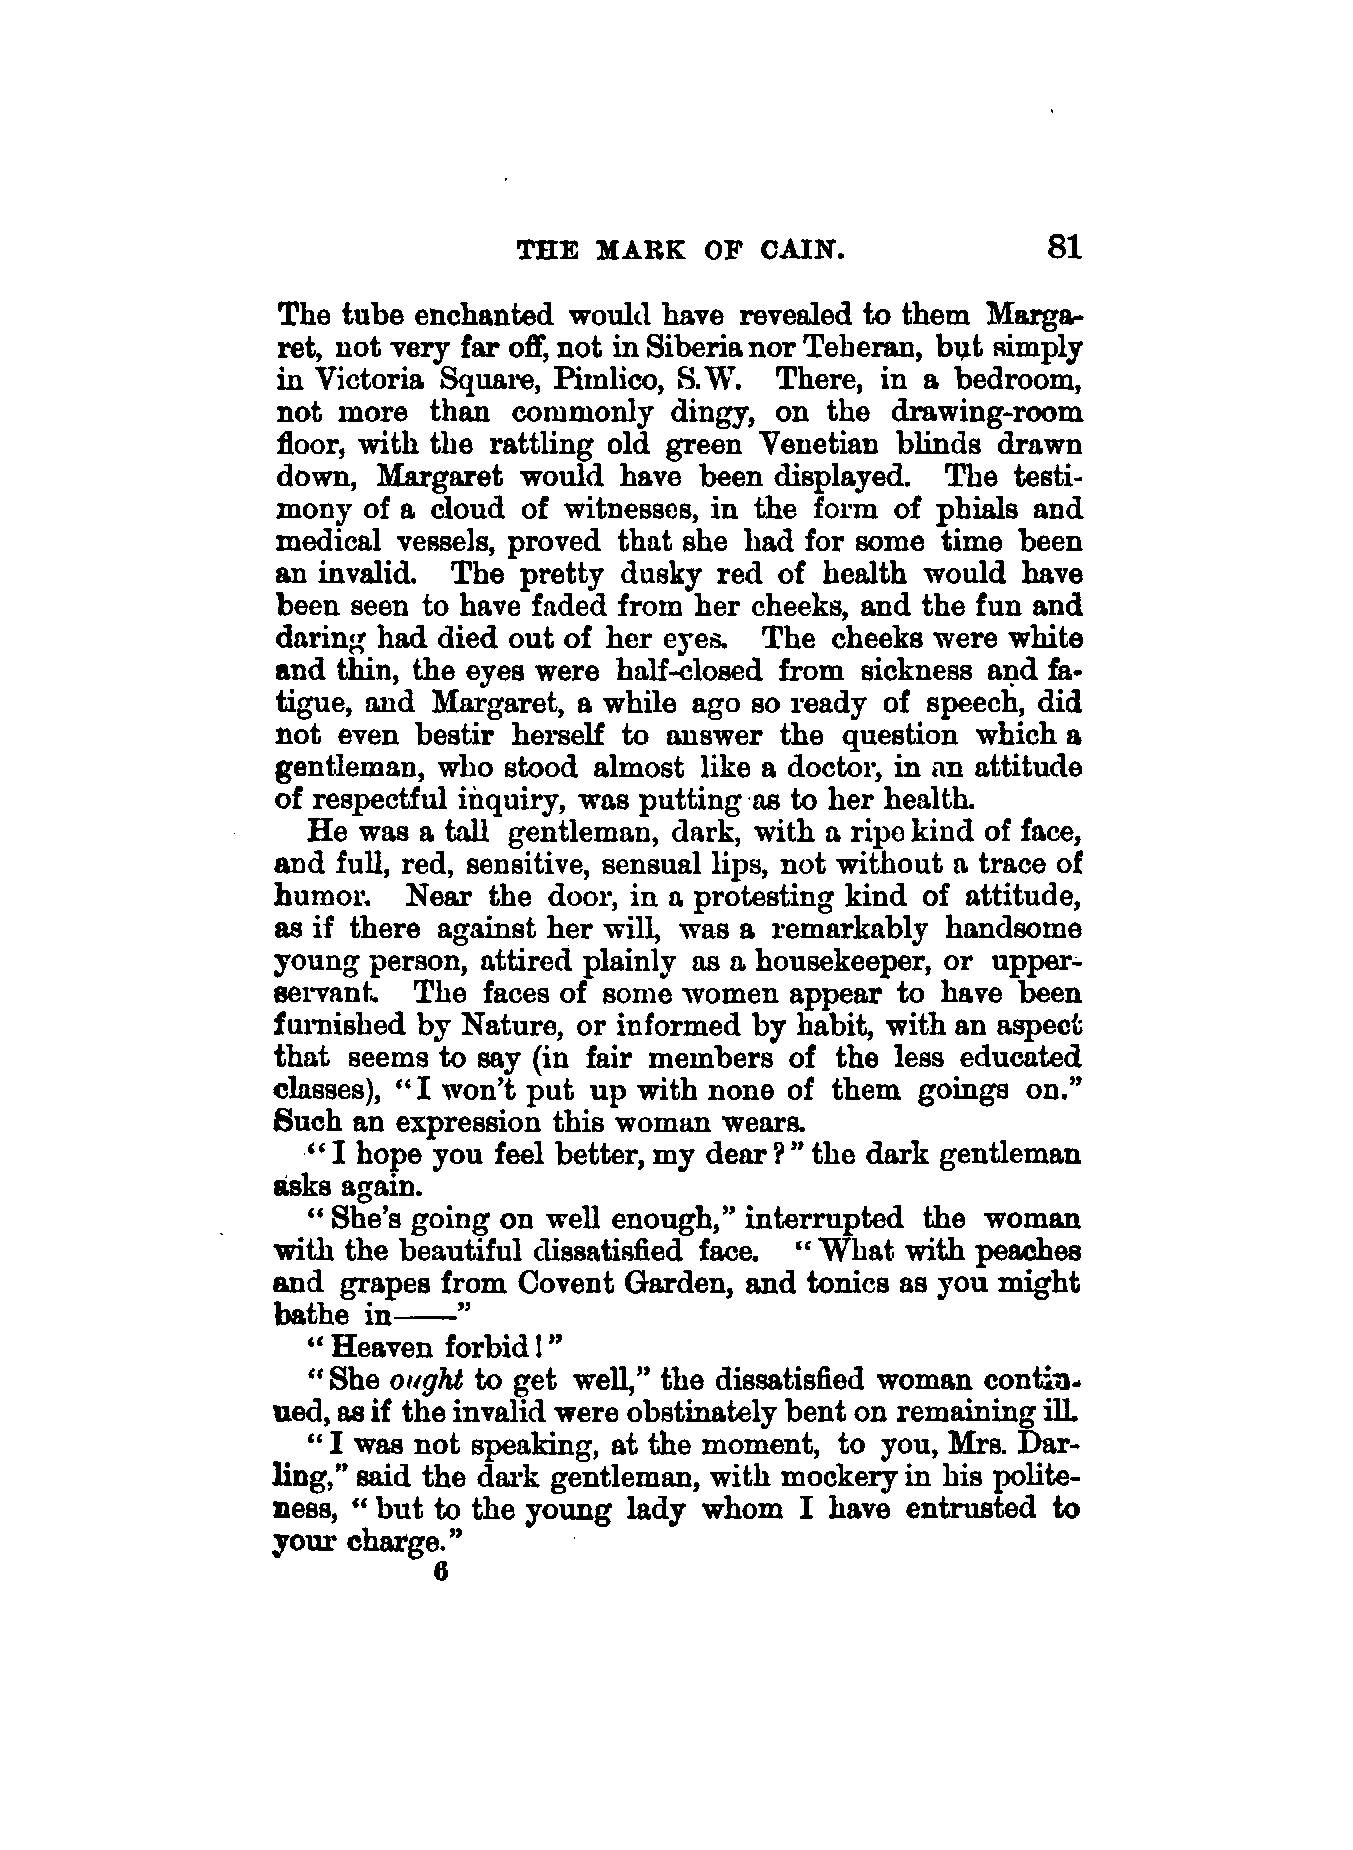 THE MARK OF CAIN. 81
The tube enchanted would have revealed to them Marga-
ret, not very far off, not in Siberia nor Teheran, but simply
in Victoria Square, Pimlico, S.W. There, in a bedroom,
not more than commonly dingy, on the drawing-room
floor, with the rattling old green Venetian blinds drawn
down, Margaret would have been displayed. The testi-
mony of a cloud of witnesses, in the form of phials and
medical vessels, proved that she had for some time been
an invalid. The pretty dusky red of health would have
been seen to have faded from her cheeks, and the fun and
daring had died out of her eyes. The cheeks were white
and thin, the eyes were half-closed from sickness and fa-
tigue, and Margaret, a while ago so ready of speech, did
not even bestir herself to answer the question which a
gentleman, who stood almost like a doctor, in an attitude
of respectful inquiry, was putting as to her health.
He was a tall gentleman, dark, with a ripe kind of face,
and full, red, sensitive, sensual lips, not without a trace of
humor. Near the door, in a protesting kind of attitude,
as if there against her will, was a remarkably handsome
young person, attired plainly as a housekeeper, or upper-
servant. The faces of some women appear to have been
furnished by Nature, or informed by habit, with an aspect
that seems to say (in fair members of the less educated
classes), "I won't put up with none of them goings on."
Such an expression this woman wears.
"I hope you feel better, my dear?" the dark gentleman
asks again.
"She's going on well enough," interrupted the woman
with the beautiful dissatisfied face. "What with peaches
and grapes from Covent Garden, and tonics as you might
bathe in——"
"Heaven forbid!"
"She ought to get well," the dissatisfied woman contin-
ued, as if the invalid were obstinately bent on remaining ill.
"I was not speaking, at the moment, to you, Mrs. Dar-
ling," said the dark gentleman, with mockery in his polite-
ness, "but to the young lady whom I have entrusted to
your charge."
6